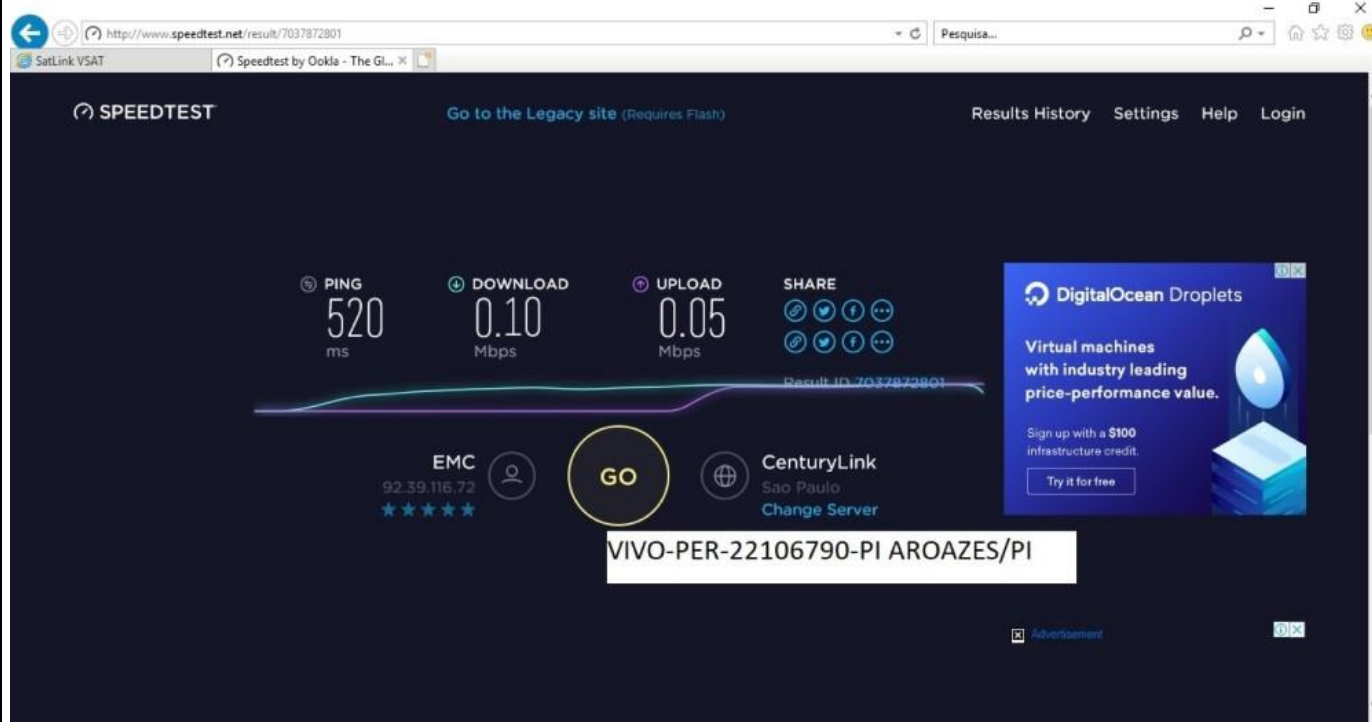 http://www.speedtest.net/result/7037872801
Pesquisa...
SatLink VSAT
Speedtest by Ookla - The Gl...
SPEEDTEST
Go to the Legacy site (Requires Flash)
Results History Settings Help Login
PING
520
ms
DOWNLOAD
0.10
Mbps
UPLOAD
0.05
Mbps
SHARE
Result ID 7037872801
EMC
92.39.116.72
GO
CenturyLink
Sao Paulo
Change Server
DigitalOcean Droplets
Virtual machines
with industry leading
price-performance value.
Sign up with a $100
infrastructure credit.
Try it for free
VIVO-PER-22106790-PI AROAZES/PI
Advertisement